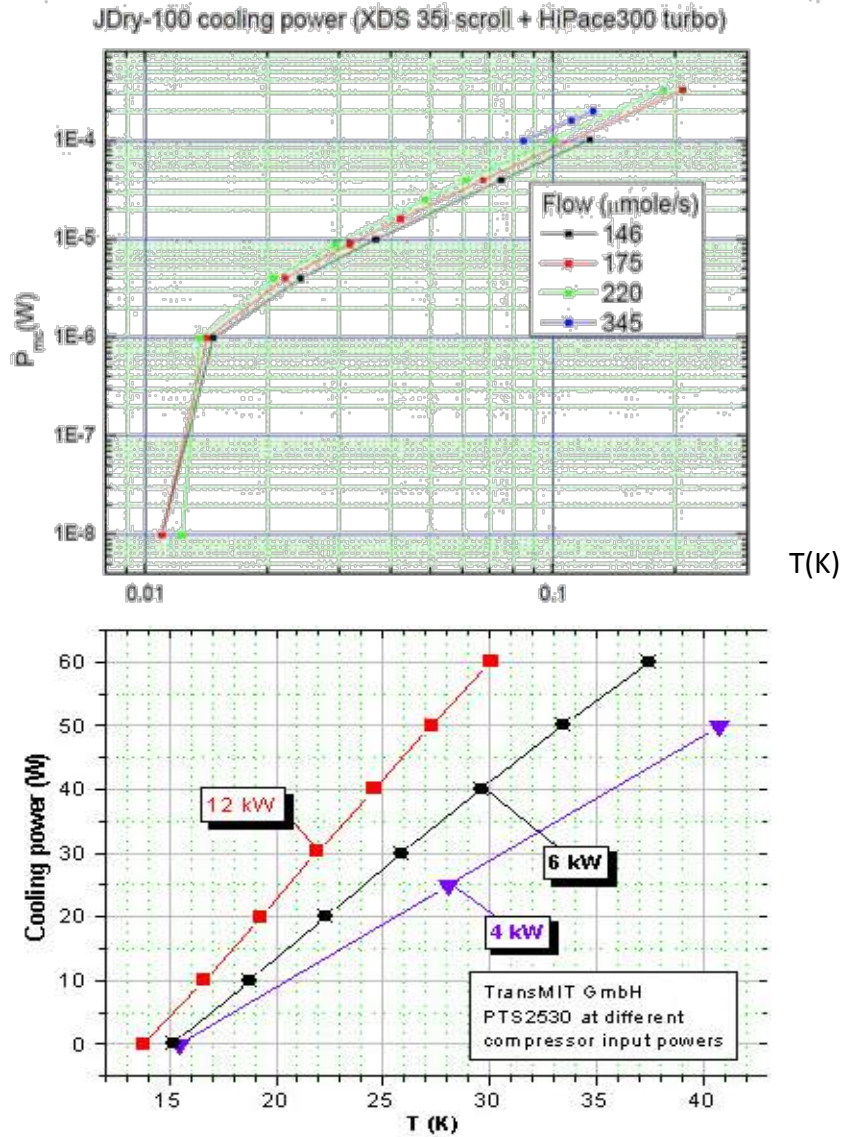 JDry-100 cooling power (XDS 35i scroll + HiPace300 turbo)
1E-4
1E-5
1E-6
1E-7
1E-8
P_mc(W)
Flow (μmole/s)
146
175
220
345
0.01
0.1
T(K)
60
50
40
30
20
10
0
Cooling power (W)
12 kW
6 kW
4 kW
TransMIT GmbH
PTS2530 at different
compressor input powers
15
20
25
30
35
40
T (K)